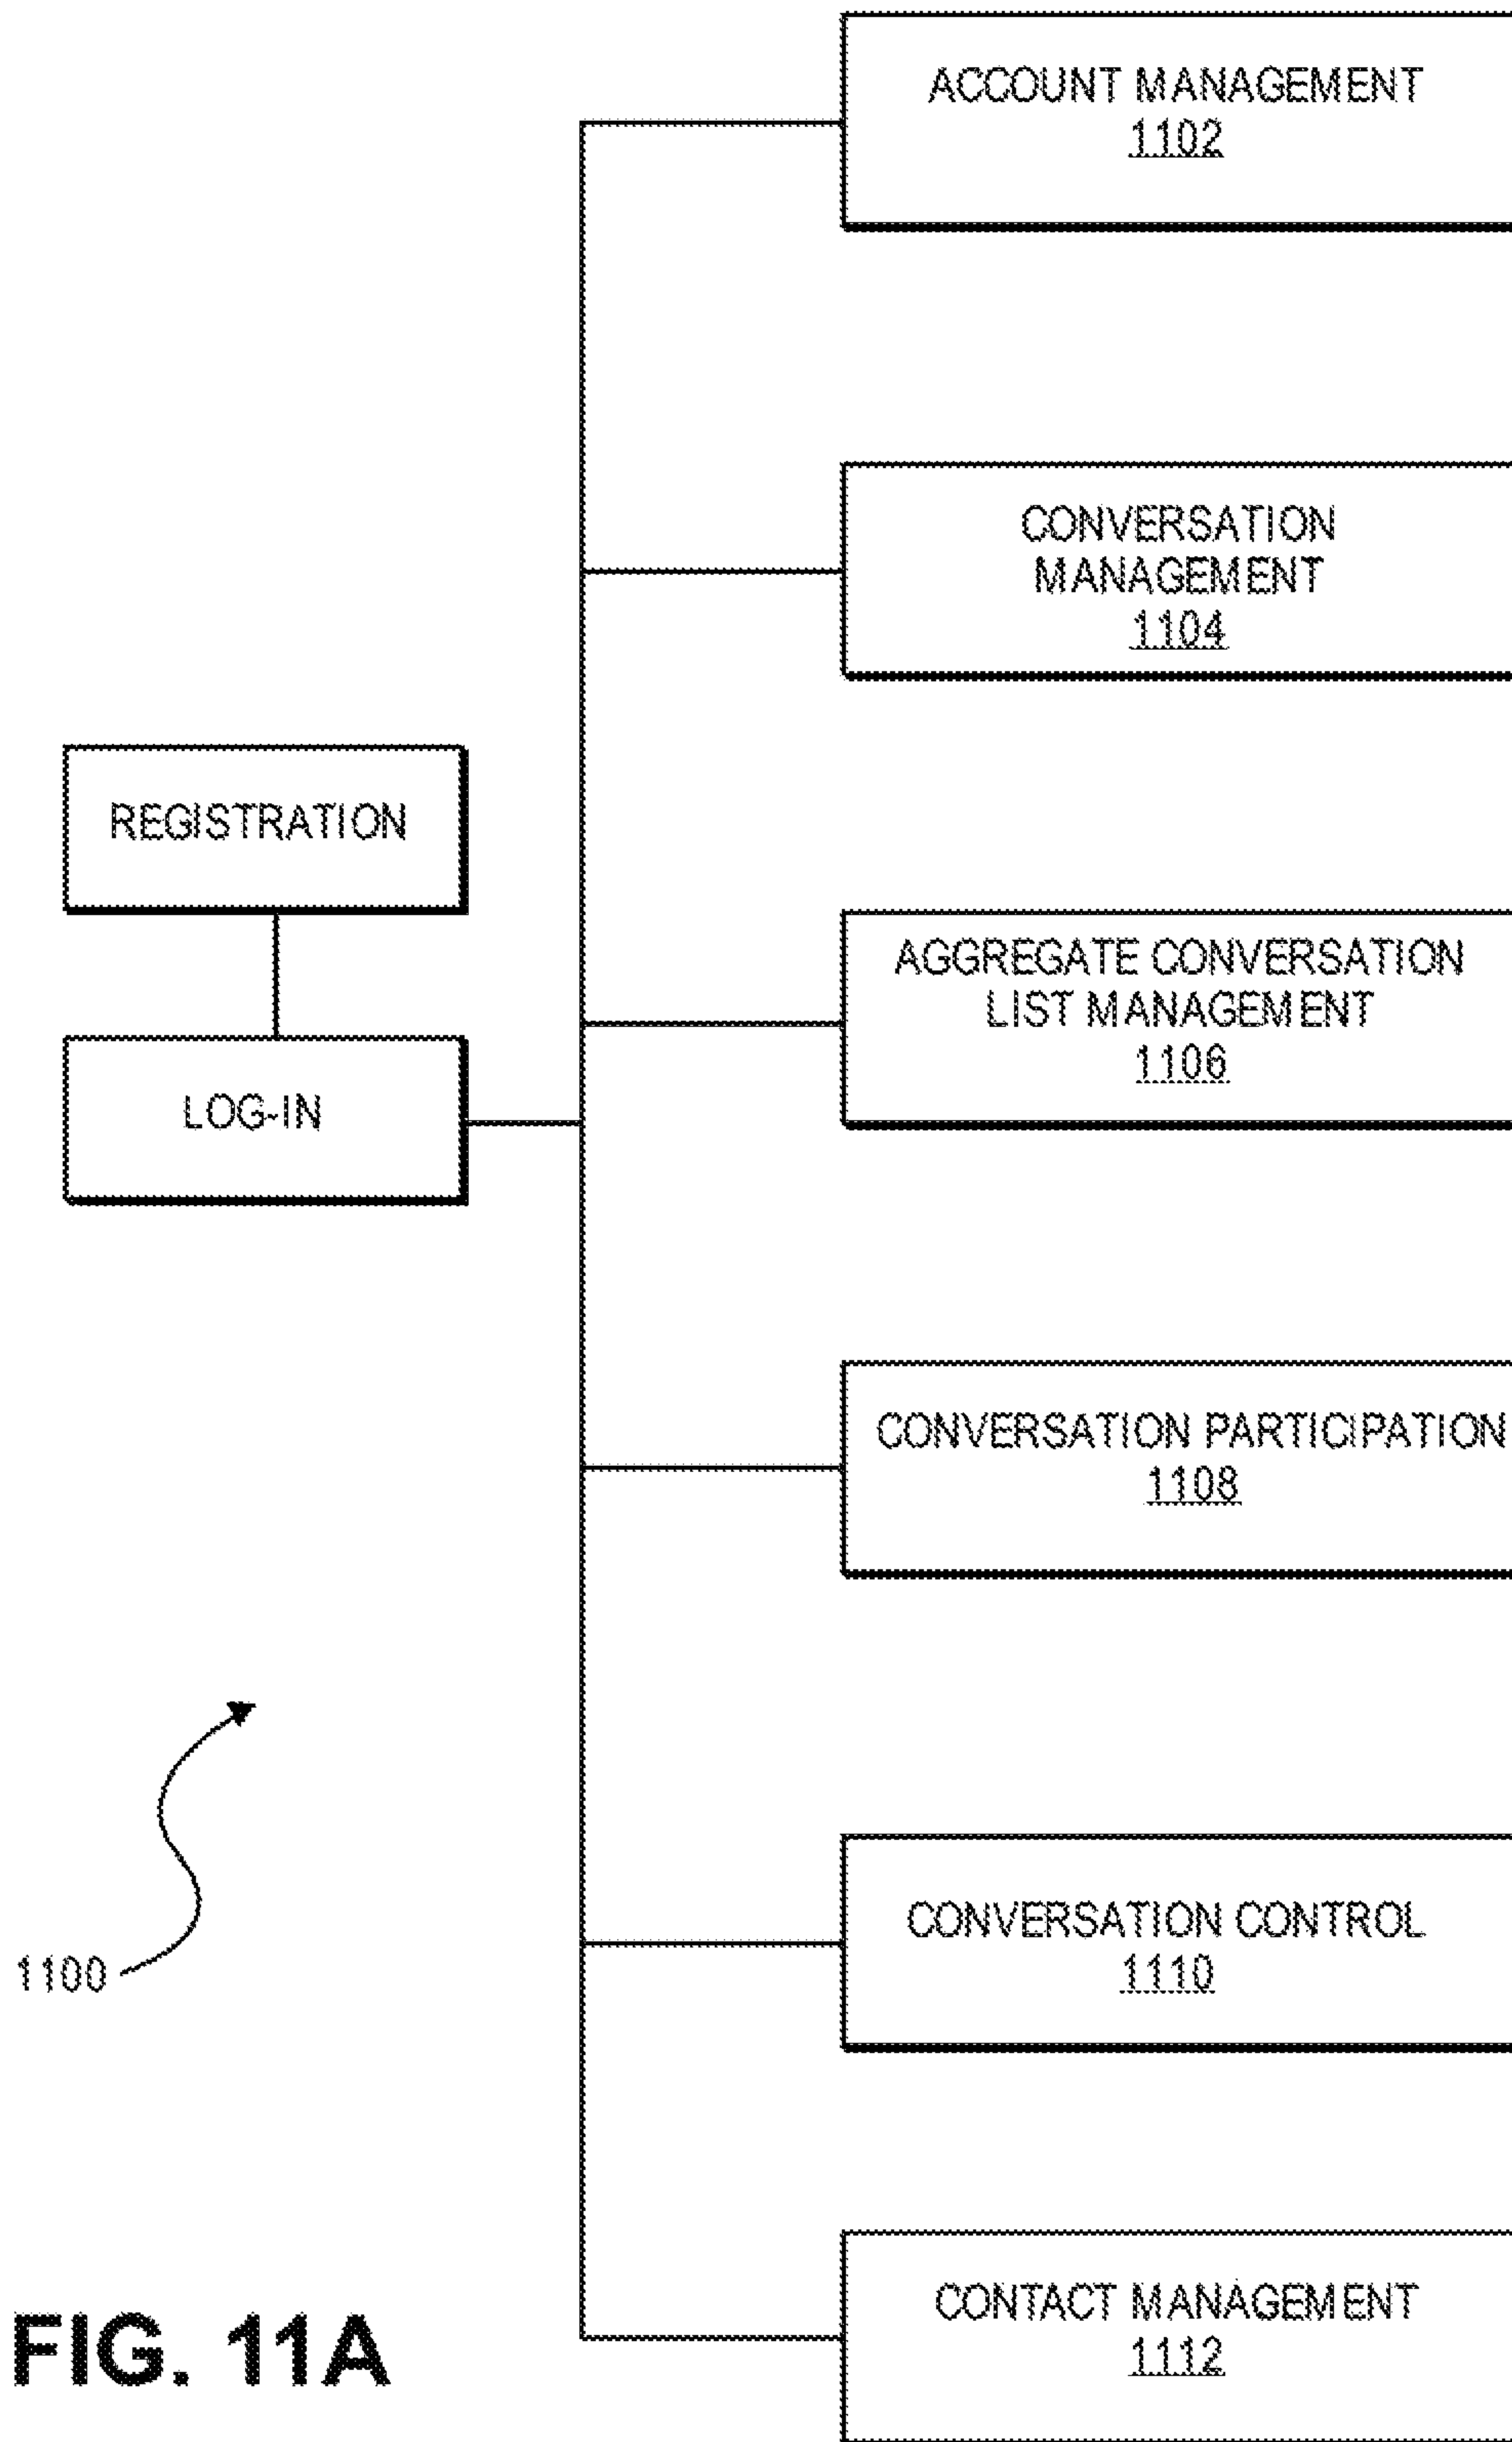 ACCOUNT MANAGEMENT
1102
CONVERSATION
MANAGEMENT
1104
REGISTRATION
AGGREGATE CONVERSATION
LIST MANAGEMENT
1106
LOG-IN
CONVERSATION PARTICIPATION
1108
CONVERSATION CONTROL
1110
1100
CONTACT MANAGEMENT
1112
FIG. 11A